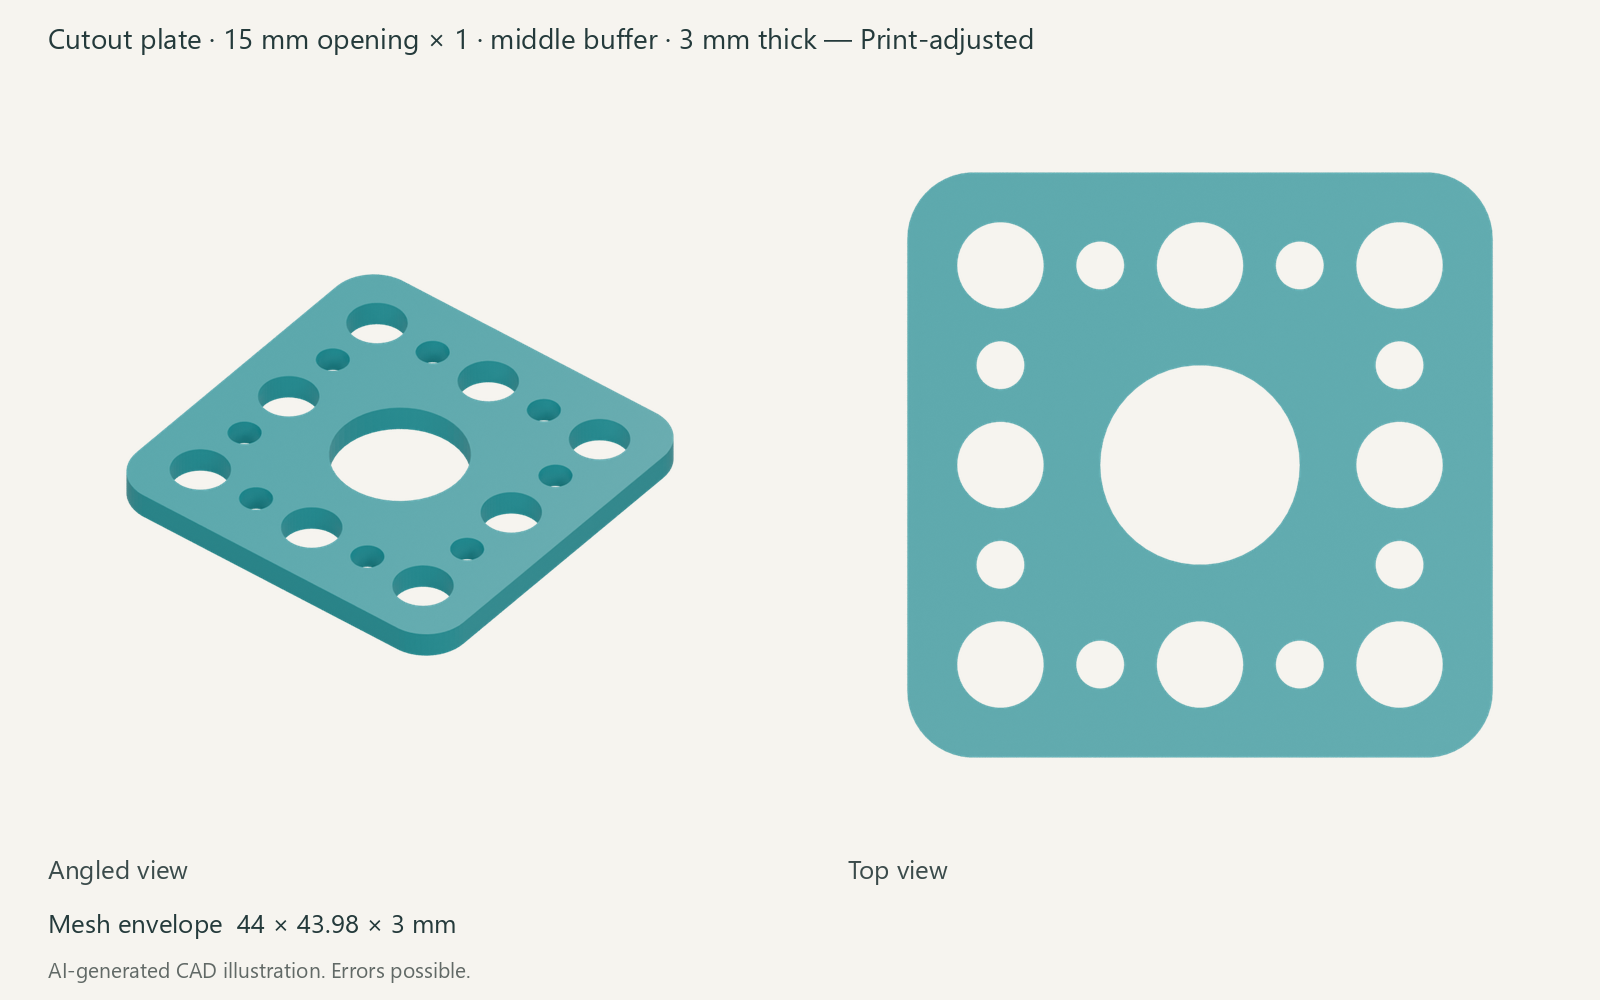 Cutout plate · 15 mm opening × 1 · middle buffer · 3 mm thick — Print-adjusted
Angled view
Top view
Mesh envelope 44 × 43.98 × 3 mm
AI-generated CAD illustration. Errors possible.